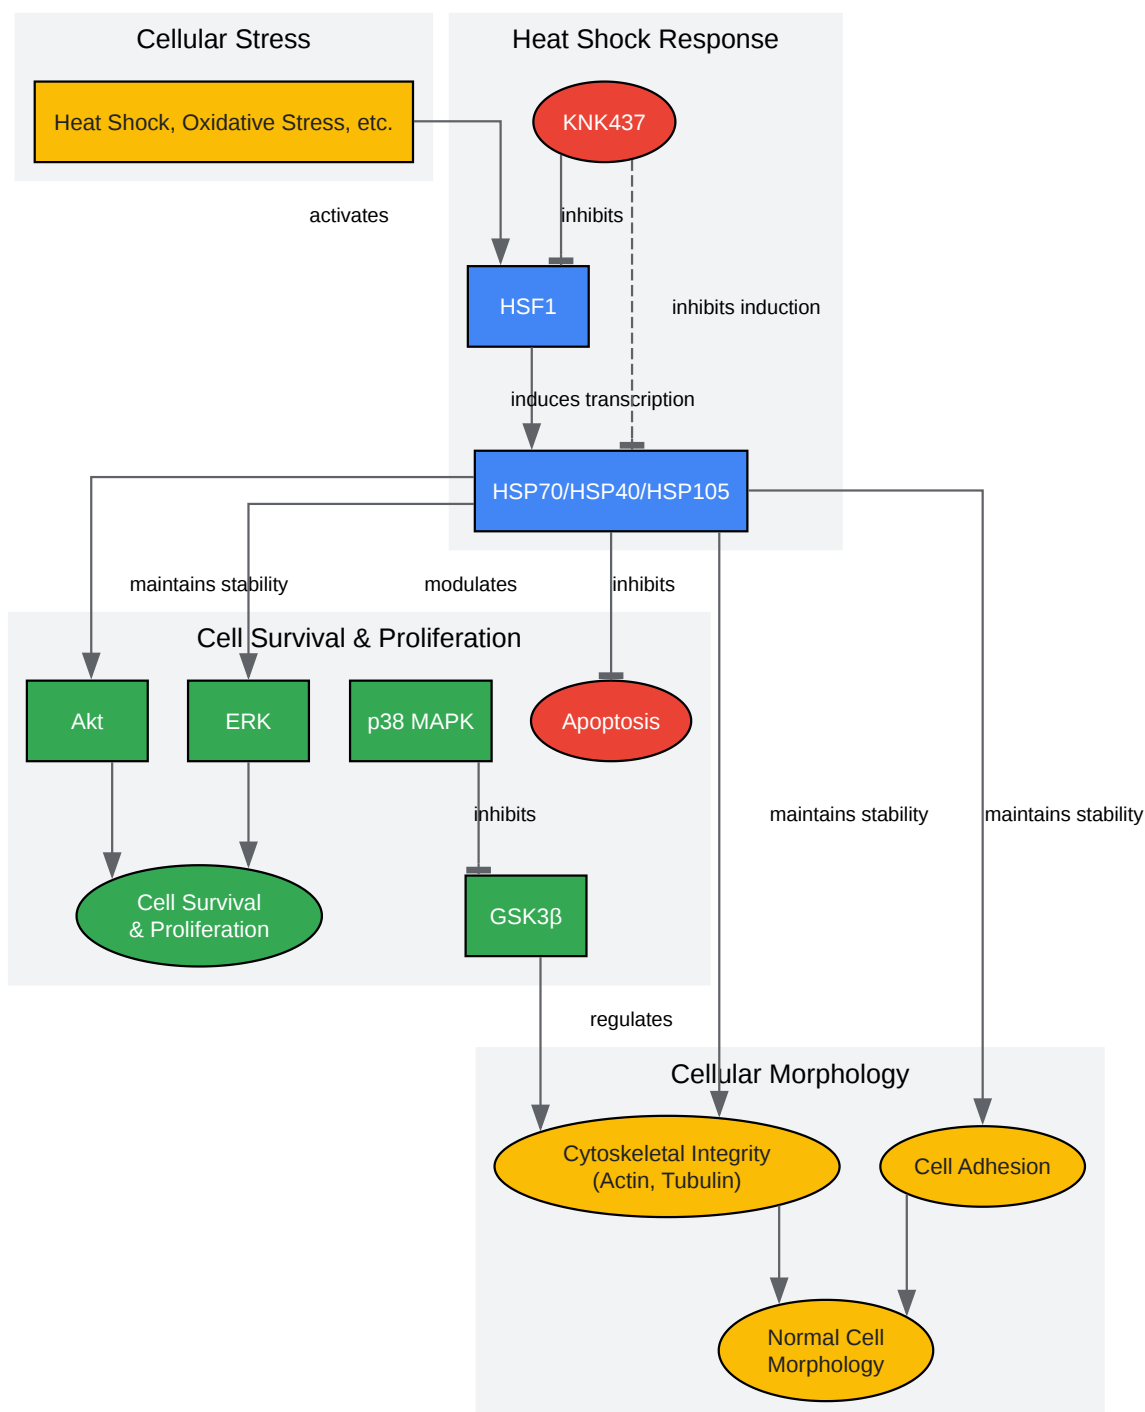 Cellular Stress
Heat Shock Response
Heat Shock, Oxidative Stress, etc.
KNK437
activates
inhibits
HSF1
inhibits induction
induces transcription
HSP70/HSP40/HSP105
maintains stability
modulates
inhibits
Cell Survival & Proliferation
Akt
ERK
p38 MAPK
Apoptosis
inhibits
maintains stability
maintains stability
Cell Survival
& Proliferation
GSK3β
regulates
Cellular Morphology
Cytoskeletal Integrity
(Actin, Tubulin)
Cell Adhesion
Normal Cell
Morphology